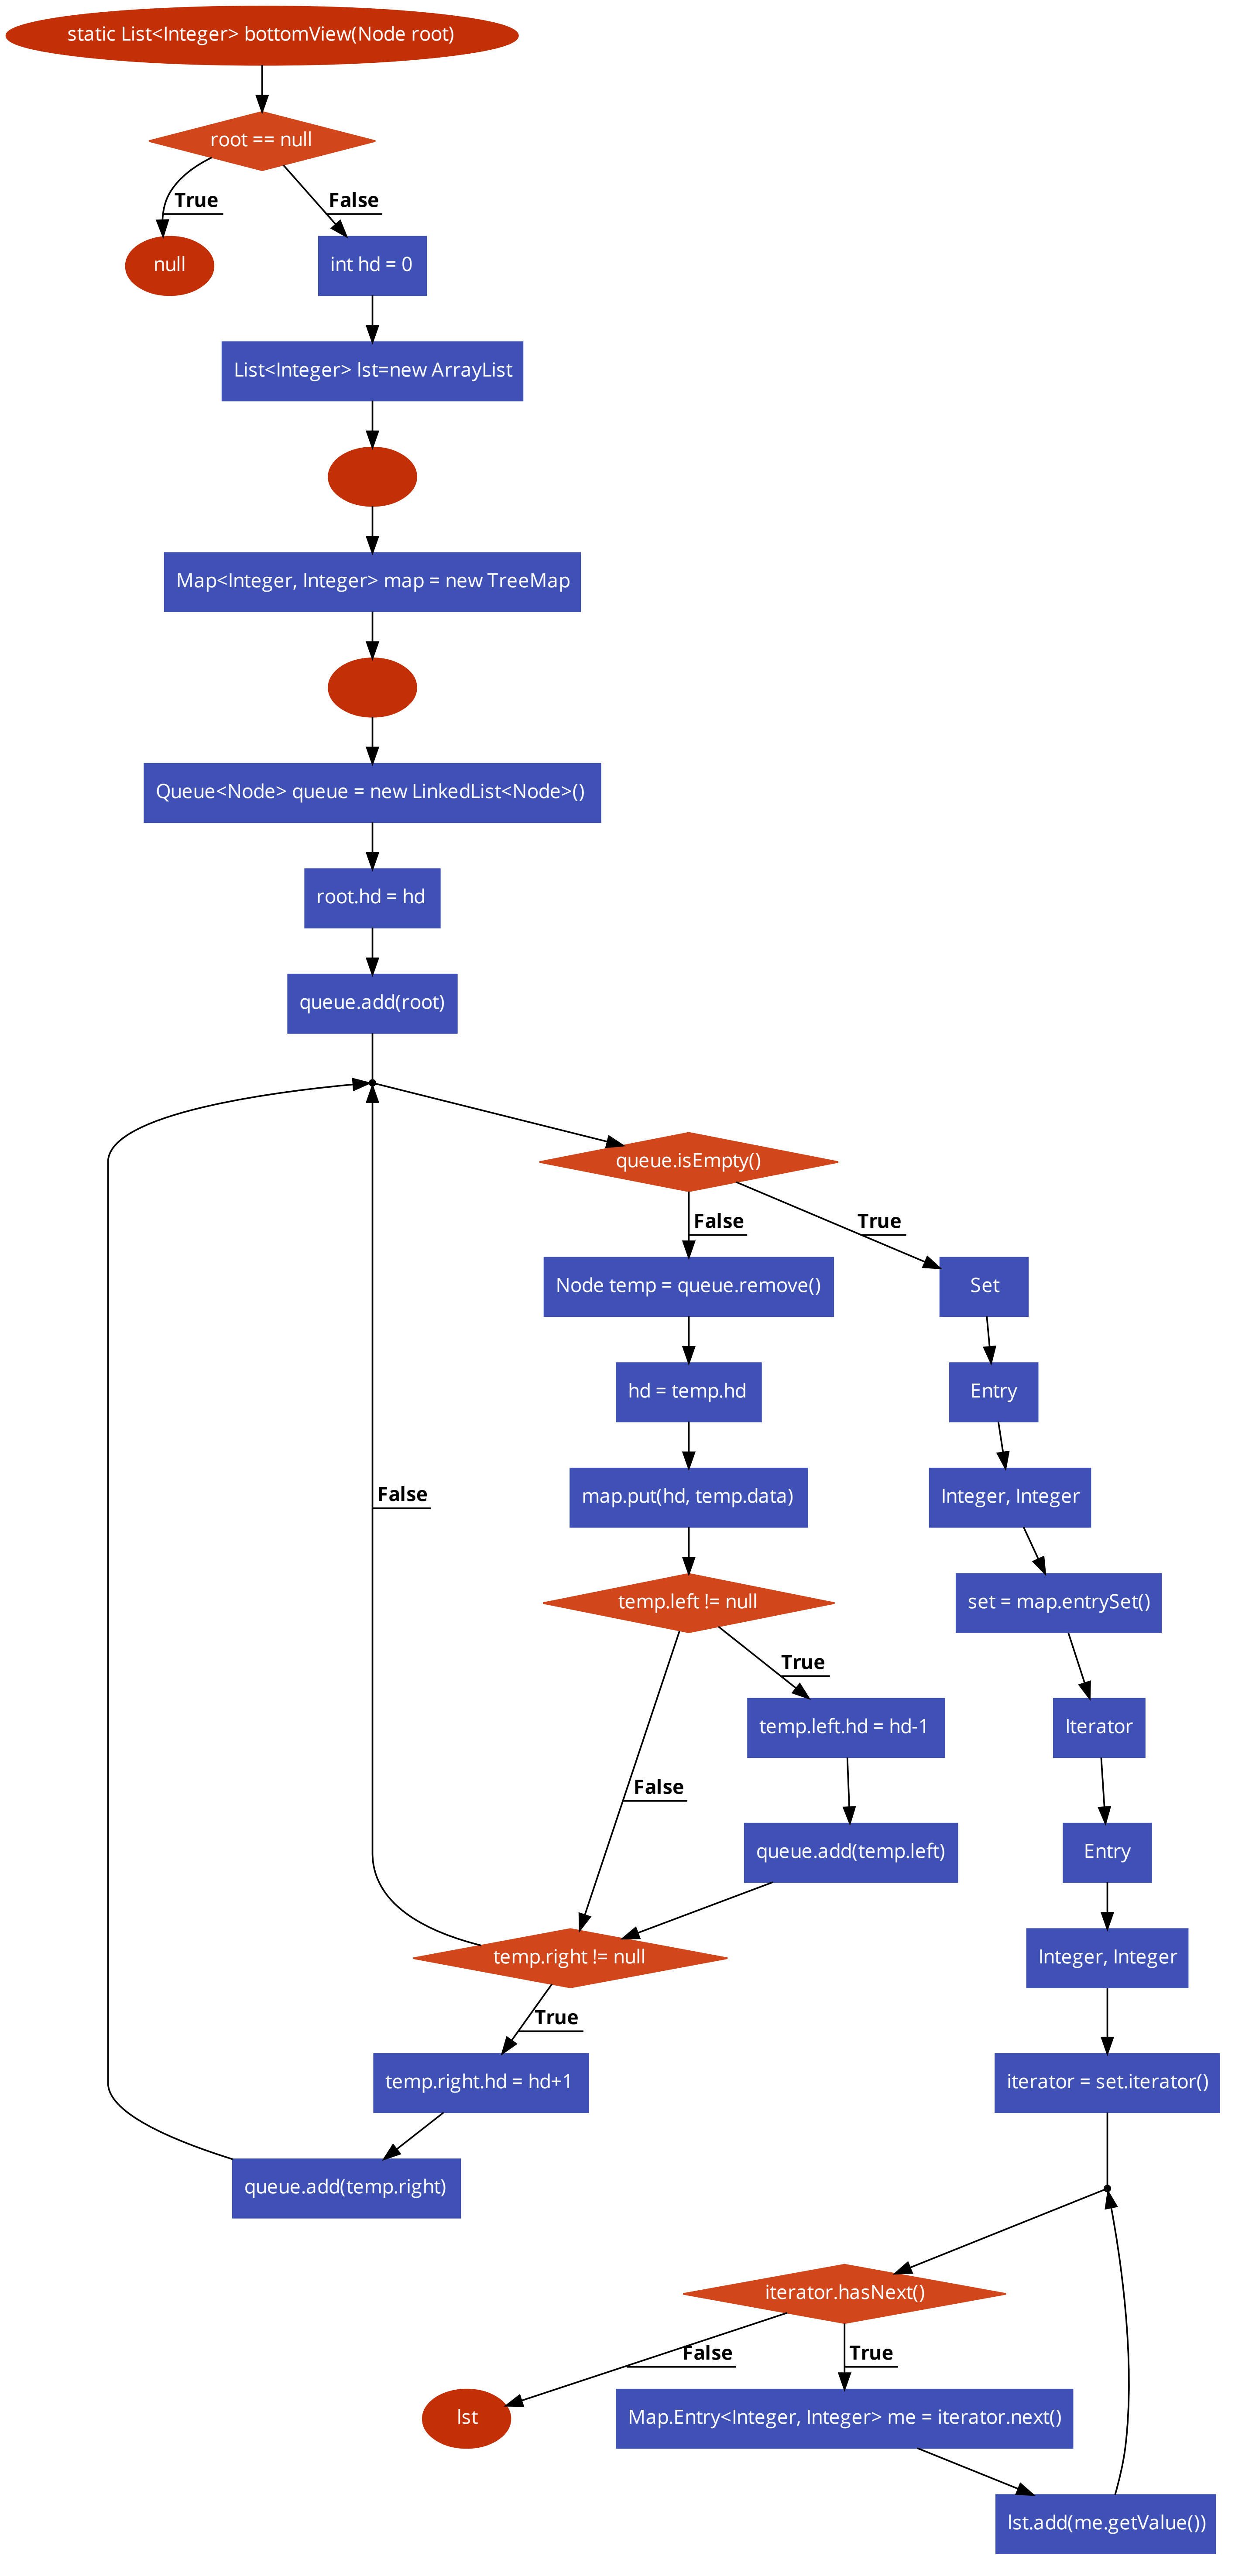 static List<Integer> bottomView(Node root)
root == null
True
False
null
int hd = 0
List<Integer> lst=new ArrayList
Map<Integer, Integer> map = new TreeMap
Queue<Node> queue = new LinkedList<Node>()
root.hd = hd
queue.add(root)
queue.isEmpty()
False
True
Node temp = queue.remove()
Set
hd = temp.hd
Entry
False
map.put(hd, temp.data)
Integer, Integer
temp.left != null
set = map.entrySet()
True
temp.left.hd = hd-1
Iterator
False
queue.add(temp.left)
Entry
temp.right != null
Integer, Integer
True
temp.right.hd = hd+1
iterator = set.iterator()
queue.add(temp.right)
iterator.hasNext()
False
True
lst
Map.Entry<Integer, Integer> me = iterator.next()
lst.add(me.getValue())